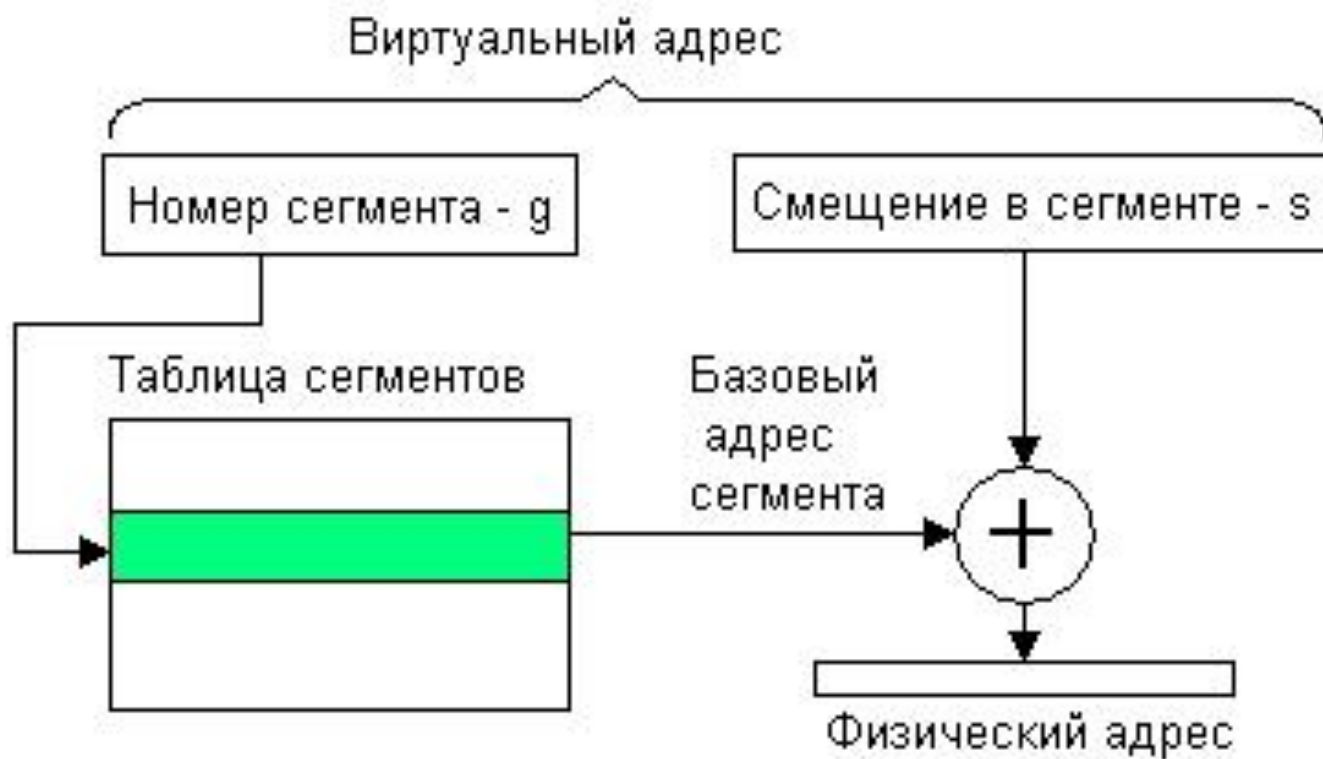 Виртуальный адрес
Номер сегмента - g
Смещение в сегменте - s
Таблица сегментов
Базовый
адрес
сегмента
+
Физический адрес